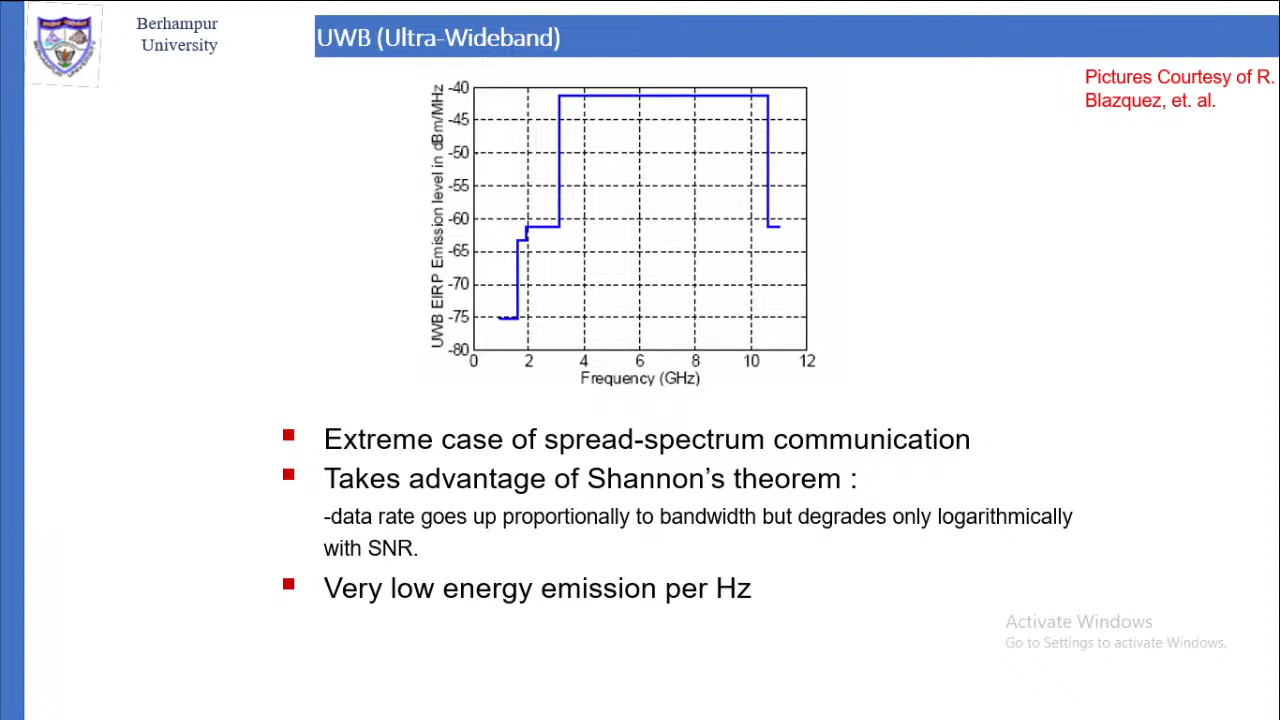 Berhampur
University
UWB (Ultra-Wideband)
Pictures Courtesy of R.
Blazquez, et. al.
UWB EIRP Emission level in dBm/MHz
-40
-45
-50
-55
-60
-65
-70
-75
-80
0 2 4 6 8 10 12
Frequency (GHz)
Extreme case of spread-spectrum communication
Takes advantage of Shannon’s theorem :
-data rate goes up proportionally to bandwidth but degrades only logarithmically
with SNR.
Very low energy emission per Hz
Activate Windows
Go to Settings to activate Windows.